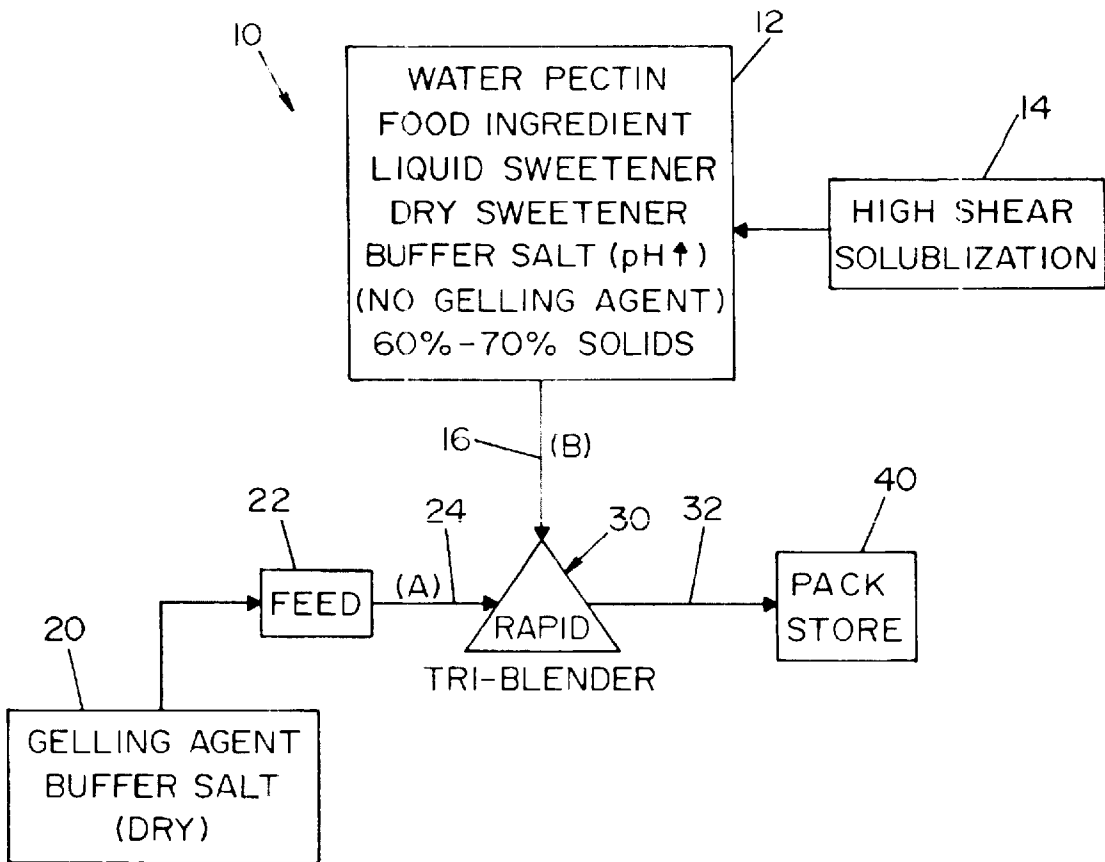 10
12
WATER PECTIN
FOOD INGREDIENT
LIQUID SWEETENER
DRY SWEETENER
BUFFER SALT (pH↑)
(NO GELLING AGENT)
60%-70% SOLIDS
14
HIGH SHEAR
SOLUBLIZATION
16
(B)
22
FEED
(A)
24
30
RAPID
TRI-BLENDER
32
40
PACK
STORE
20
GELLING AGENT
BUFFER SALT
(DRY)